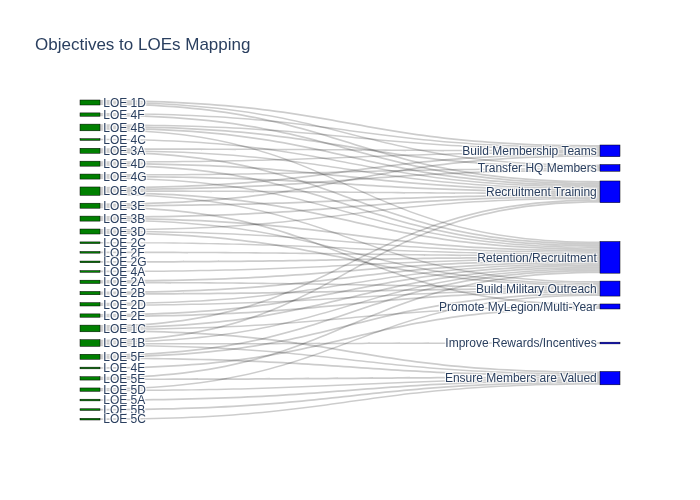 Objectives to LOEs Mapping
LOE 1D
LOE 4F
LOE 4B
LOE 4C
LOE 3A
LOE 4D
LOE 4G
LOE 3C
LOE 3E
LOE 3B
LOE 3D
LOE 2C
LOE 2F
LOE 2G
LOE 4A
LOE 2A
LOE 2B
LOE 2D
LOE 2E
LOE 1C
LOE 1B
LOE 5F
LOE 4E
LOE 5E
LOE 5D
LOE 5A
LOE 5B
LOE 5C
Build Membership Teams
Transfer HQ Members
Recruitment Training
Retention/Recruitment
Build Military Outreach
Promote MyLegion/Multi-Year
Improve Rewards/Incentives
Ensure Members are Valued